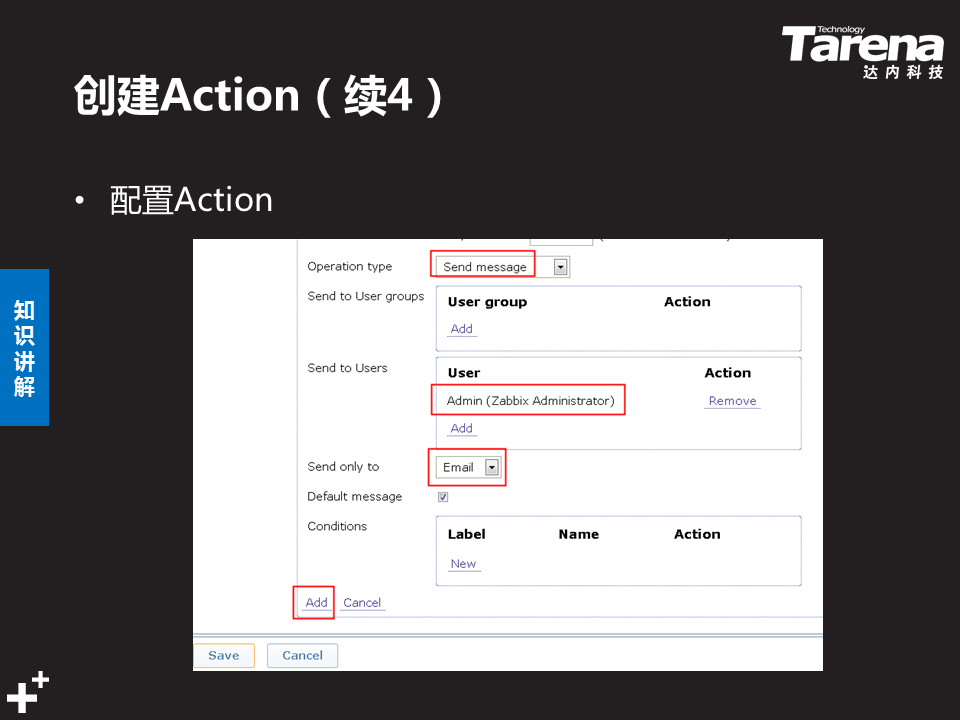 Technology
Tarena
达内科技
创建Action（续4）
• 配置Action
知识讲解
Operation type Send message
Send to User groups User group Action
Add
Send to Users User Action
Admin (Zabbix Administrator) Remove
Add
Send only to Email
Default message
Conditions Label Name Action
New
Add Cancel
Save Cancel